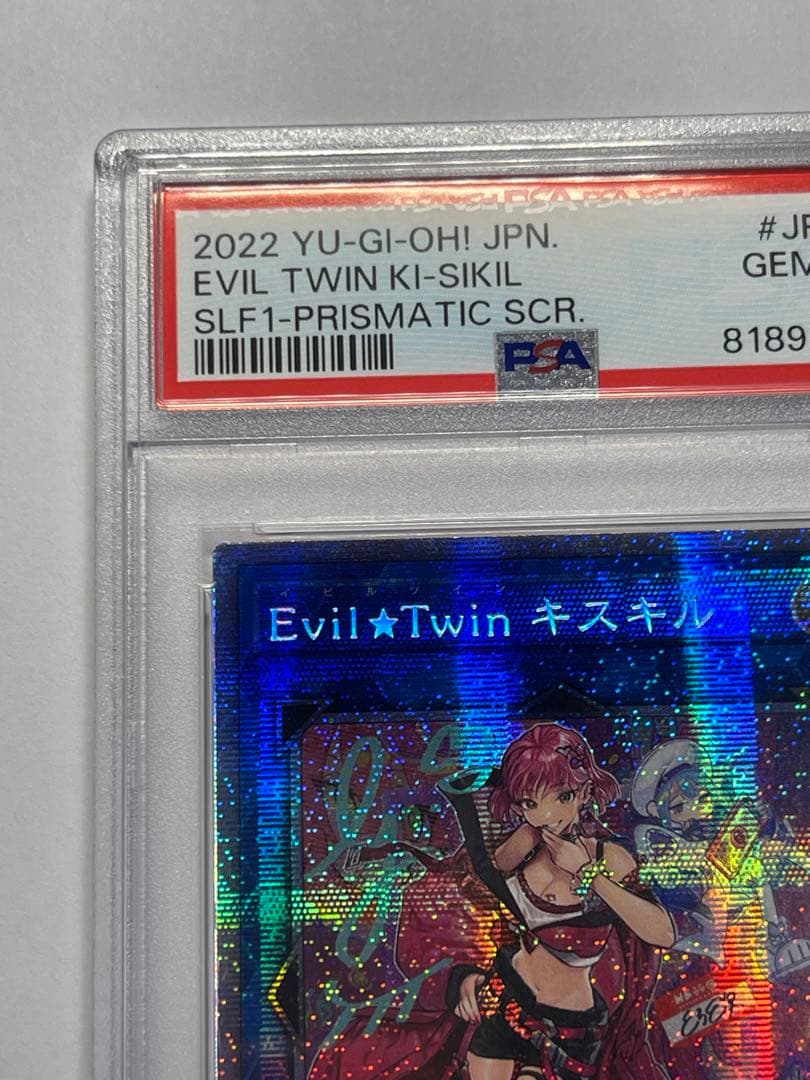 2022 YU-GI-OH! JPN.
EVIL TWIN KI-SIKIL
SLF1-PRISMATIC SCR.
#JP
GEM
8189
PSA
イビルツイン
Evil★Twin キスキル